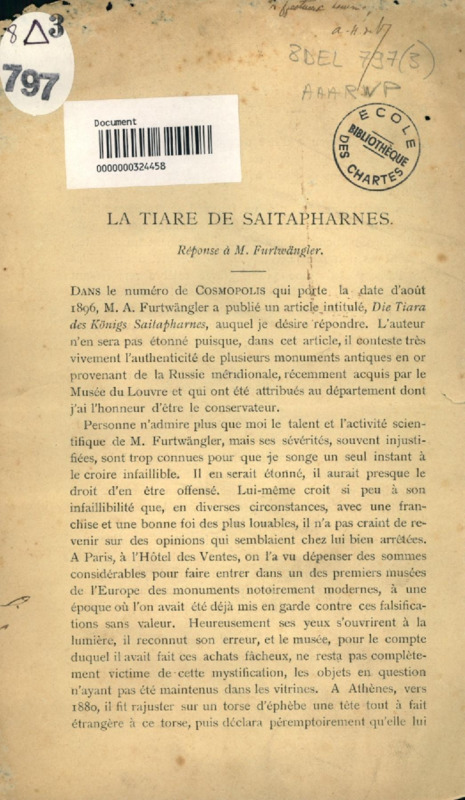 8 3
797
a.h.
8DEL 797(3)
AAARWP
Document
0000000324458
ECOLE
BIBLIOTHÈQUE
DES CHARTES
LA TIARE DE SAITAPHARNES.
Réponse à M. Furtwängler.
DANS le numéro de COSMOPOLIS qui porte la date d'août
1896, M. A. Furtwängler a publié un article intitulé, Die Tiara
des Königs Saitapharnes, auquel je désire répondre. L'auteur
n'en sera pas étonné puisque, dans cet article, il conteste très
vivement l'authenticité de plusieurs monuments antiques en or
provenant de la Russie méridionale, récemment acquis par le
Musée du Louvre et qui ont été attribués au département dont
j'ai l'honneur d'être le conservateur.
Personne n'admire plus que moi le talent et l'activité scien-
tifique de M. Furtwängler, mais ses sévérités, souvent injusti-
fiées, sont trop connues pour que je songe un seul instant à
le croire infaillible. Il en serait étonné, il aurait presque le
droit d'en être offensé. Lui-même croit si peu à son
infaillibilité que, en diverses circonstances, avec une fran-
chise et une bonne foi des plus louables, il n'a pas craint de re-
venir sur des opinions qui semblaient chez lui bien arrêtées.
A Paris, à l'Hôtel des Ventes, on l'a vu dépenser des sommes
considérables pour faire entrer dans un des premiers musées
de l'Europe des monuments notoirement modernes, à une
époque où l'on avait été déjà mis en garde contre ces falsifica-
tions sans valeur. Heureusement ses yeux s'ouvrirent à la
lumière, il reconnut son erreur, et le musée, pour le compte
duquel il avait fait ces achats fâcheux, ne resta pas complète-
ment victime de cette mystification, les objets en question
n'ayant pas été maintenus dans les vitrines. A Athènes, vers
1880, il fit rajuster sur un torse d'éphèbe une tête tout à fait
étrangère à ce torse, puis déclara péremptoirement qu'elle lui